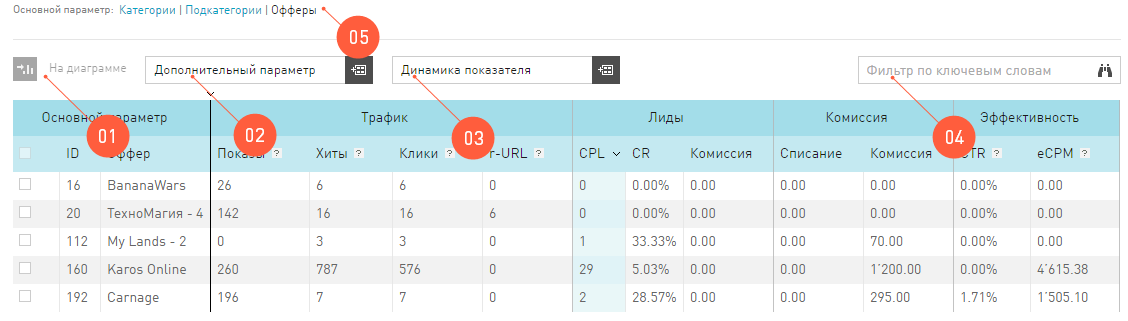 Основной параметр: Категории | Подкатегории | Офферы
05
На диаграмме Дополнительный параметр Динамика показателя Фильтр по ключевым словам
Основной параметр Трафик Лиды Комиссия Эффективность
01 02 03 04
ID Оффер Показы ? Хиты ? Клики ? r-URL ? CPL CR Комиссия Списание Комиссия CTR ? eCPM ?
16 BananaWars 26 6 6 0 0 0.00% 0.00 0.00 0.00 0.00% 0.00
20 ТехноМагия - 4 142 16 16 6 0 0.00% 0.00 0.00 0.00 0.00% 0.00
112 My Lands - 2 0 3 3 0 1 33.33% 0.00 0.00 70.00 0.00% 0.00
160 Karos Online 260 787 576 0 29 5.03% 0.00 0.00 1'200.00 0.00% 4'615.38
192 Carnage 196 7 7 0 2 28.57% 0.00 0.00 295.00 1.71% 1'505.10